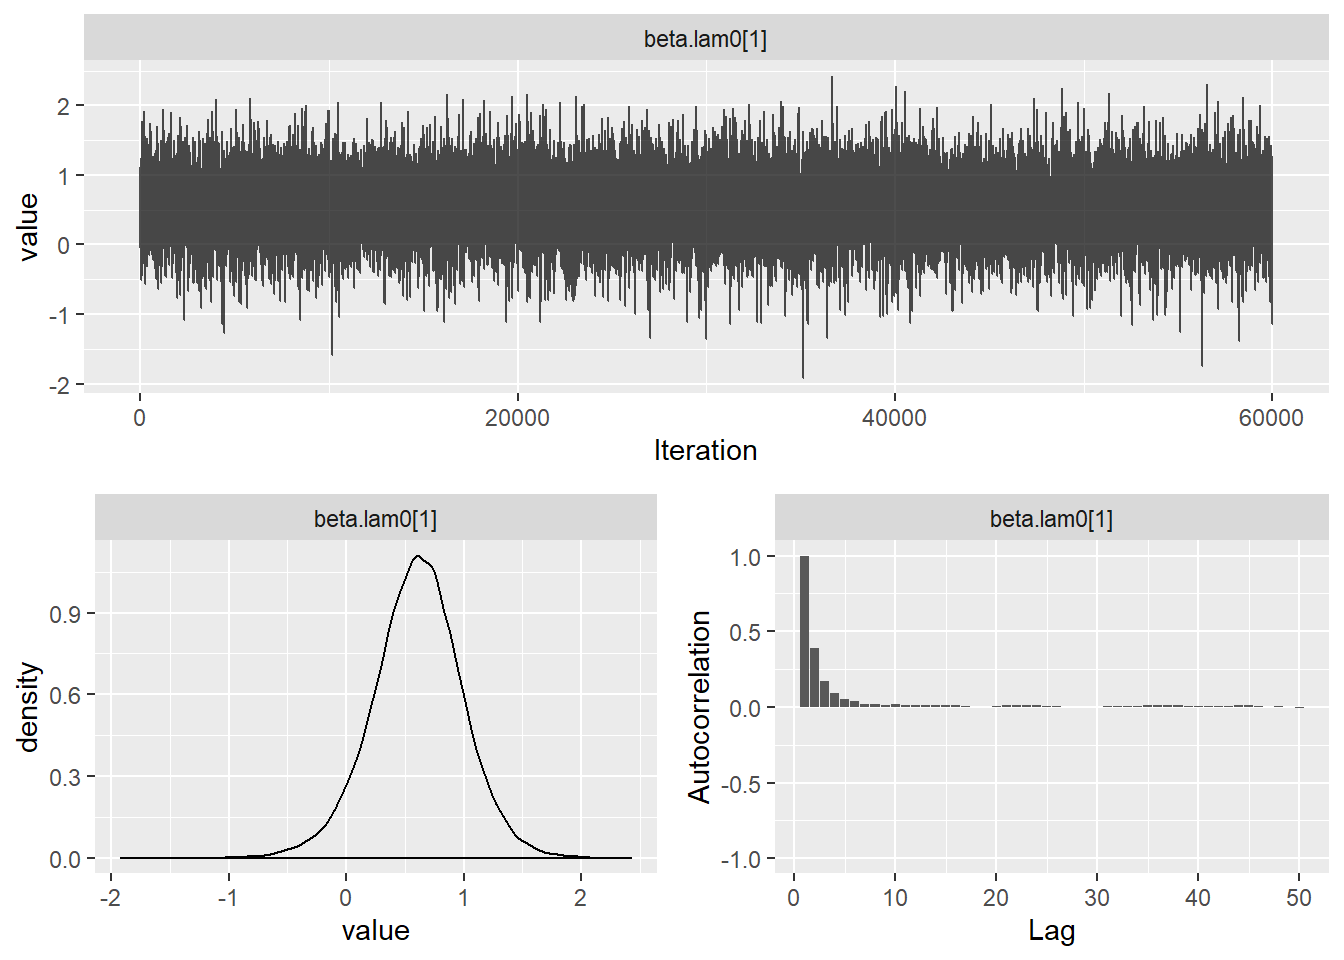 beta.lam0[1]
value
2
1
0
-1
-2
0 20000 40000 60000
Iteration
beta.lam0[1]
density
0.9
0.6
0.3
0.0
-2 -1 0 1 2
value
beta.lam0[1]
Autocorrelation
1.0
0.5
0.0
-0.5
-1.0
0 10 20 30 40 50
Lag